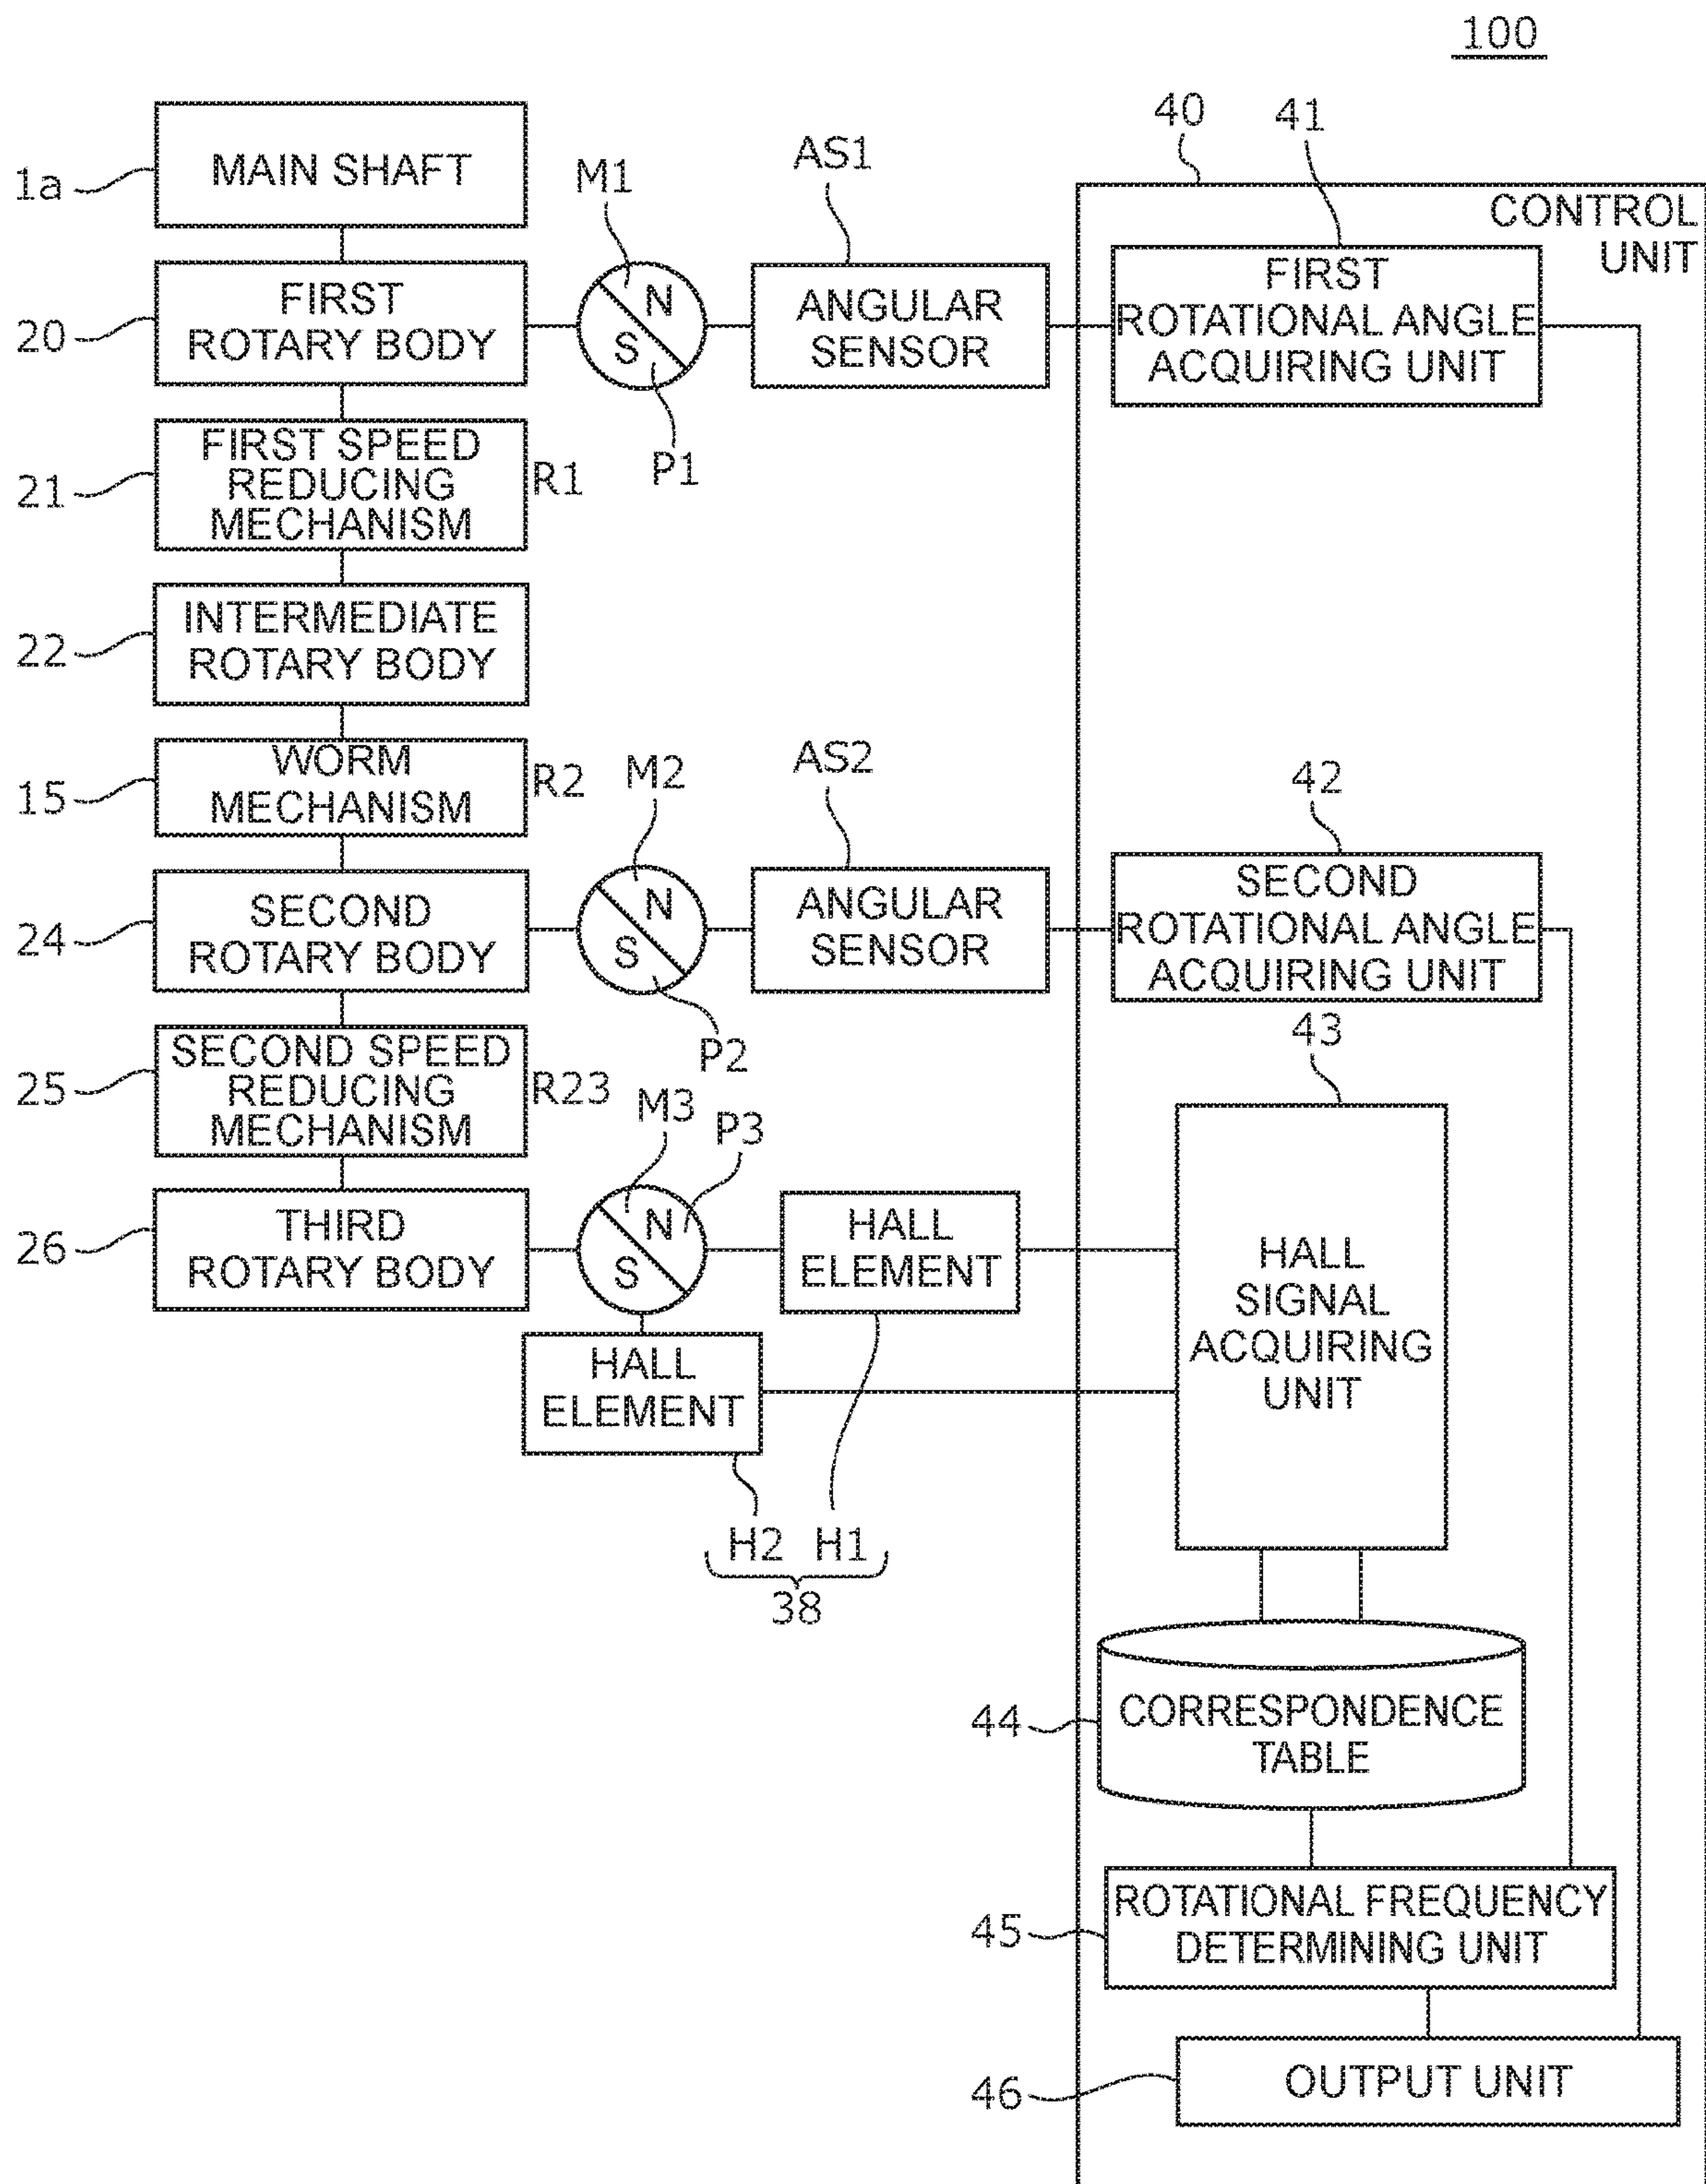 100
40
41
CONTROL
UNIT
1a
MAIN SHAFT
M1
AS1
20
FIRST
ROTARY BODY
N
S
P1
ANGULAR
SENSOR
FIRST
ROTATIONAL ANGLE
ACQUIRING UNIT
21
FIRST SPEED
REDUCING
MECHANISM
R1
22
INTERMEDIATE
ROTARY BODY
15
WORM
MECHANISM
R2
M2
AS2
42
24
SECOND
ROTARY BODY
N
S
P2
ANGULAR
SENSOR
SECOND
ROTATIONAL ANGLE
ACQUIRING UNIT
25
SECOND SPEED
REDUCING
MECHANISM
R23
M3
P3
43
26
THIRD
ROTARY BODY
N
S
HALL
ELEMENT
HALL
SIGNAL
ACQUIRING
UNIT
HALL
ELEMENT
H2 H1
38
44
CORRESPONDENCE
TABLE
45
ROTATIONAL FREQUENCY
DETERMINING UNIT
46
OUTPUT UNIT